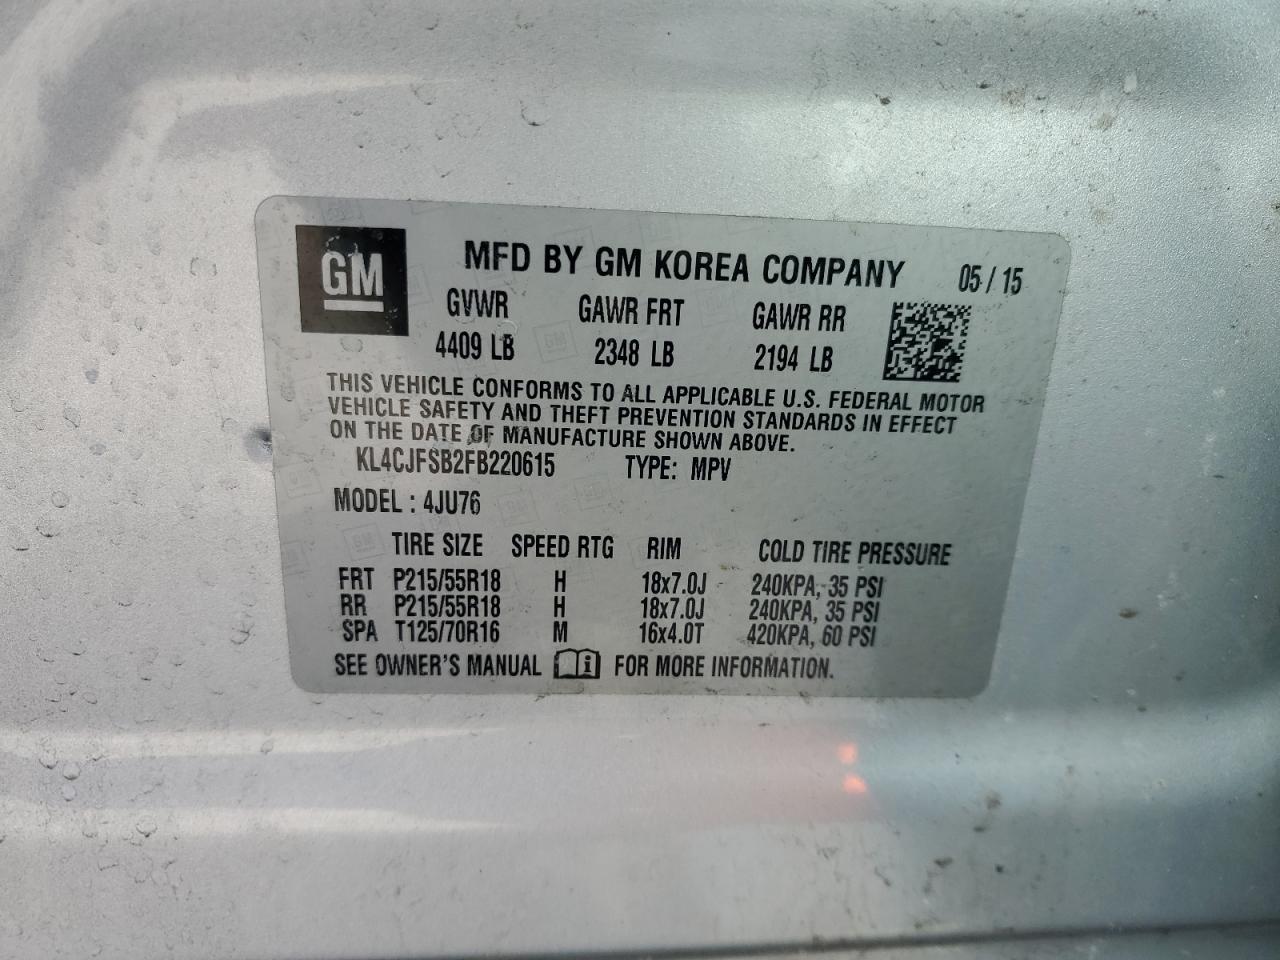 GM
MFD BY GM KOREA COMPANY 05 / 15
GVWR GAWR FRT GAWR RR
4409 LB 2348 LB 2194 LB
THIS VEHICLE CONFORMS TO ALL APPLICABLE U.S. FEDERAL MOTOR
VEHICLE SAFETY AND THEFT PREVENTION STANDARDS IN EFFECT
ON THE DATE OF MANUFACTURE SHOWN ABOVE.
KL4CJFSB2FB220615 TYPE: MPV
MODEL : 4JU76
TIRE SIZE SPEED RTG RIM COLD TIRE PRESSURE
FRT P215/55R18 H 18x7.0J 240KPA, 35 PSI
RR P215/55R18 H 18x7.0J 240KPA, 35 PSI
SPA T125/70R16 M 16x4.0T 420KPA, 60 PSI
SEE OWNER'S MANUAL i FOR MORE INFORMATION.